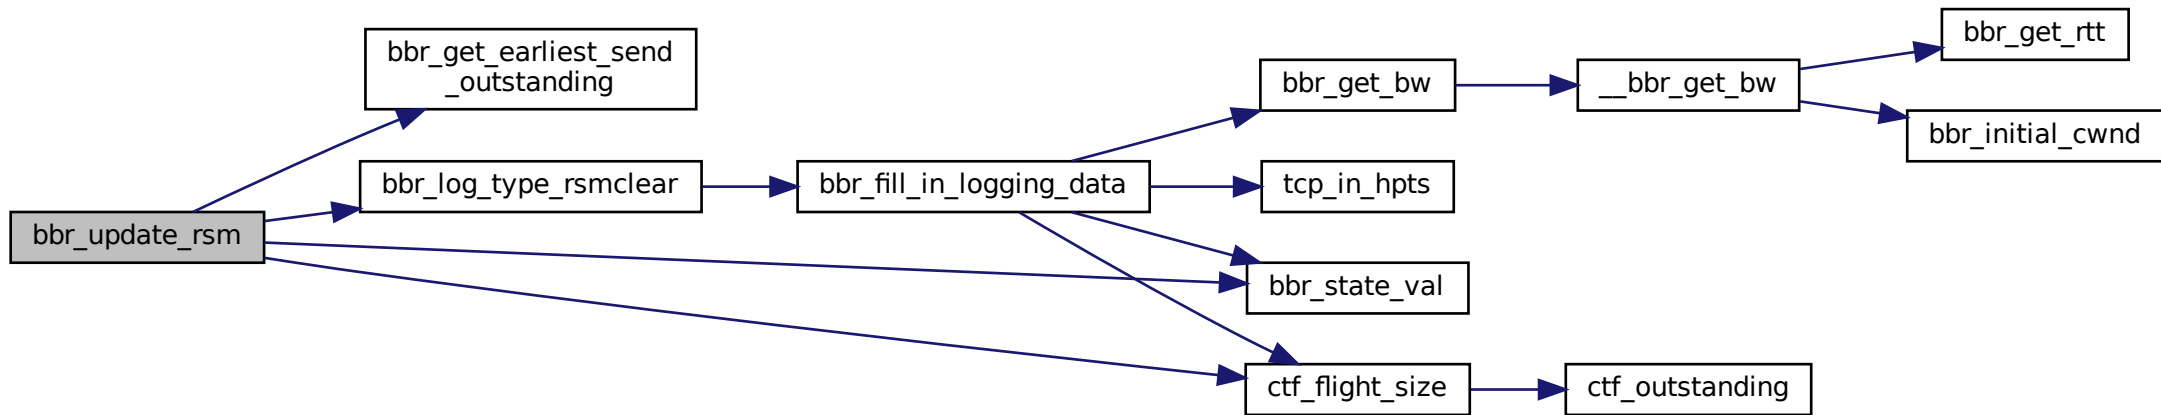 bbr_update_rsm
bbr_get_earliest_send
_outstanding
bbr_log_type_rsmclear
bbr_fill_in_logging_data
bbr_get_bw
__bbr_get_bw
bbr_get_rtt
bbr_initial_cwnd
tcp_in_hpts
bbr_state_val
ctf_flight_size
ctf_outstanding